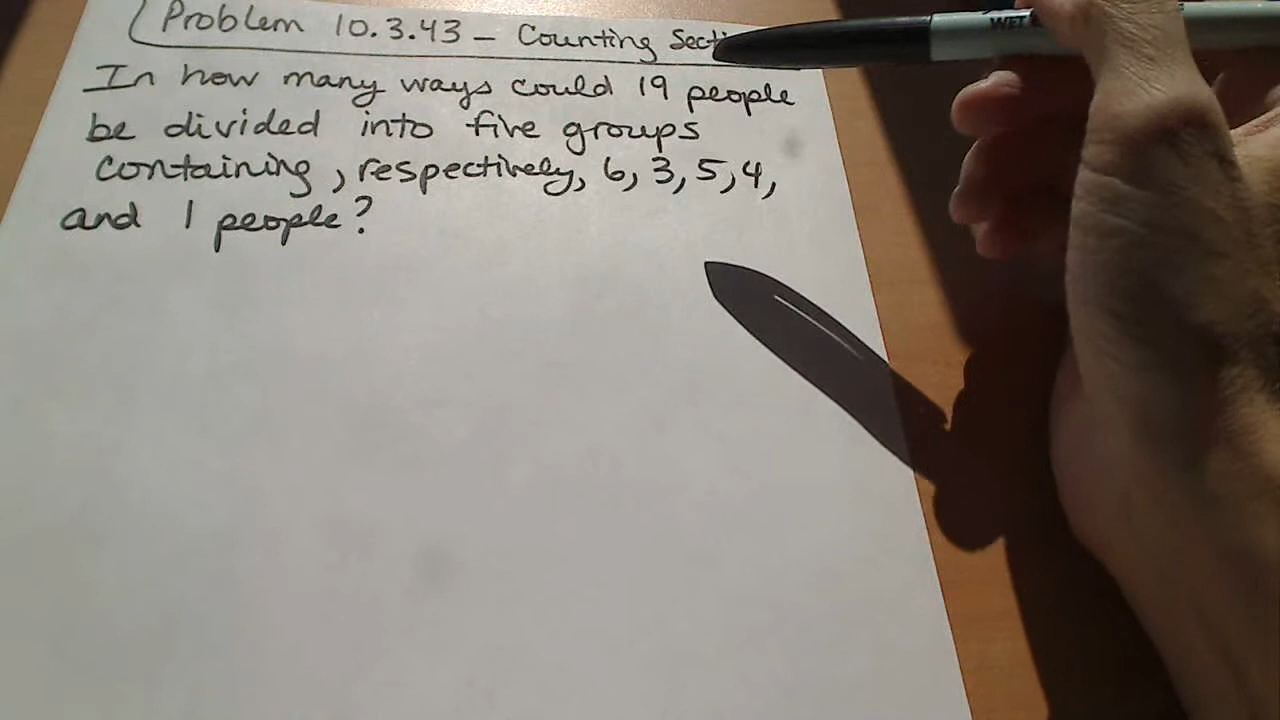 Problem 10.3.43 - Counting
In how many ways could 19 people
be divided into five groups
containing, respectively, 6, 3, 5, 4,
and 1 people?
WET